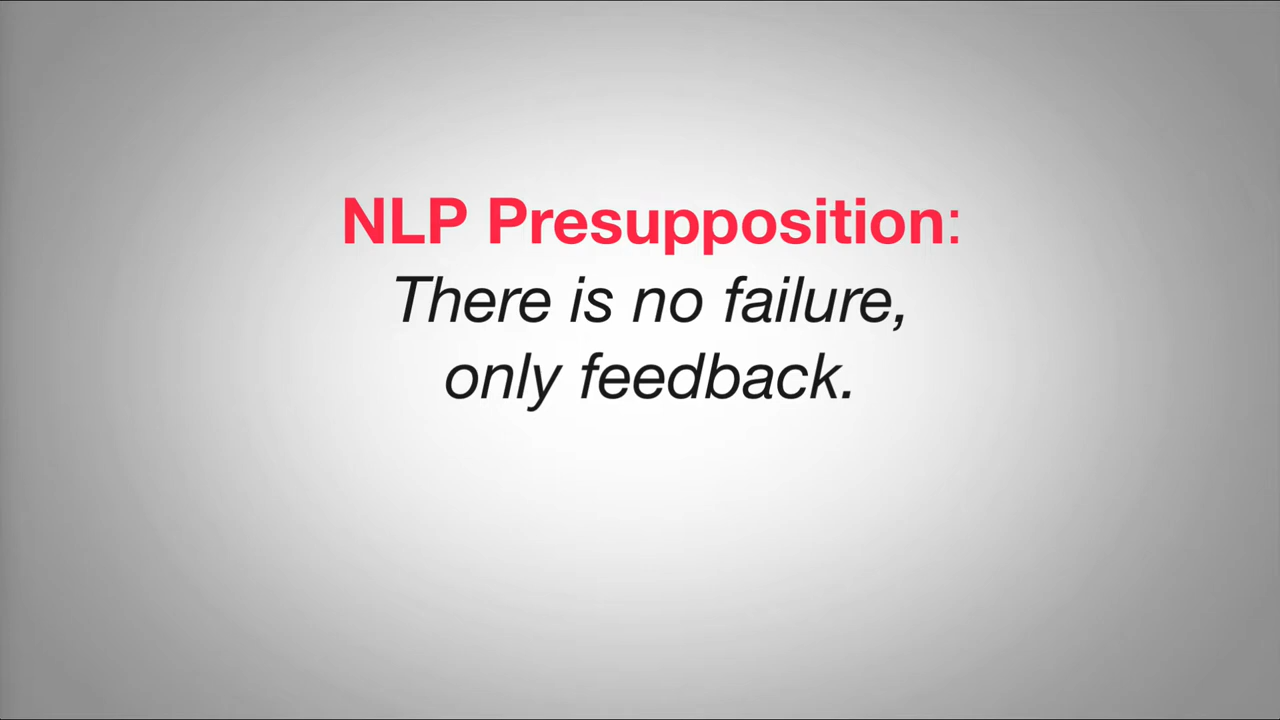 NLP Presupposition:
There is no failure,
only feedback.